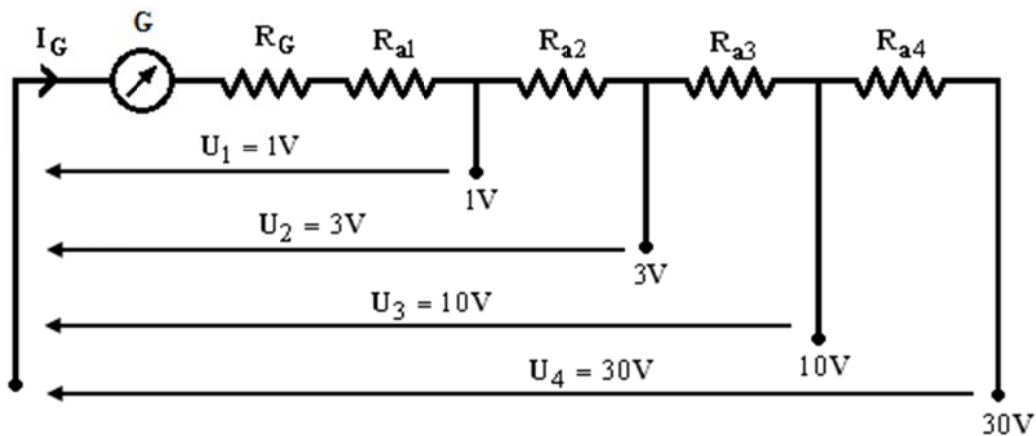 G
I_G
R_G
R_a1
R_a2
R_a3
R_a4
U_1 = 1V
1V
U_2 = 3V
3V
U_3 = 10V
10V
U_4 = 30V
30V